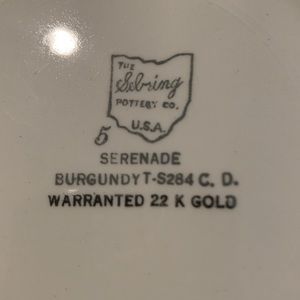 THE
Sebring
POTTERY CO.
U.S.A.
5
SERENADE
BURGUNDY T-S284 C. D.
WARRANTED 22 K GOLD